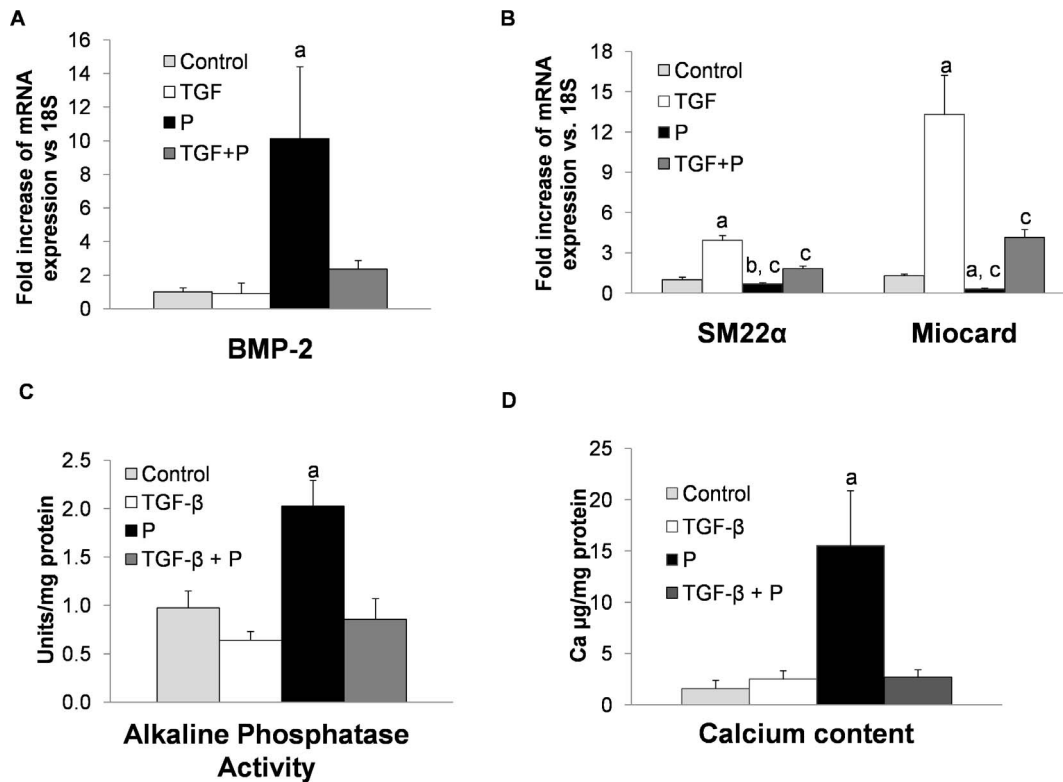 A
Fold increase of mRNA
expression vs 18S
16
14
12
10
8
6
4
2
0
Control
TGF
P
TGF+P
a
BMP-2
B
Fold increase of mRNA
expression vs. 18S
18
15
12
9
6
3
0
Control
TGF
P
TGF+P
a
b, c
c
a
a, c
c
SM22α
Miocard
C
Units/mg protein
2.5
2.0
1.5
1.0
0.5
0.0
Control
TGF-β
P
TGF-β + P
a
Alkaline Phosphatase
Activity
D
Ca µg/mg protein
25
20
15
10
5
0
Control
TGF-β
P
TGF-β + P
a
Calcium content